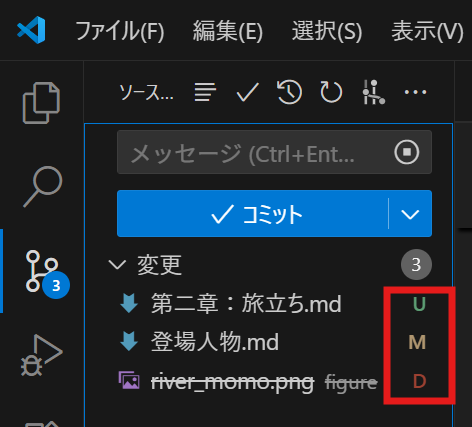 ファイル(F) 編集(E) 選択(S) 表示(V)
ソース...
メッセージ (Ctrl+Ent...
コミット
変更 3
第二章：旅立ち.md U
登場人物.md M
3
river_momo.png figure D